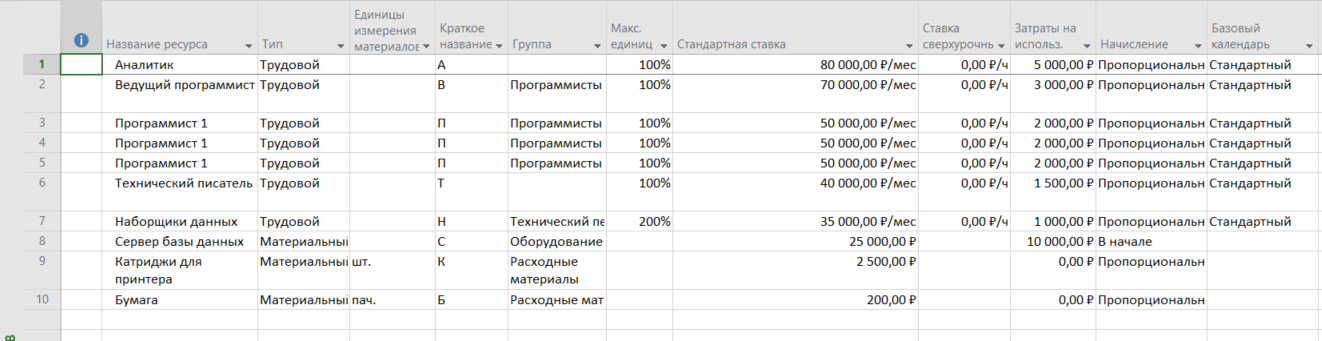 Название ресурса Тип Единицы измерения материалов Краткое название Группа Макс. единиц Стандартная ставка Ставка сверхурочнь Затраты на использ. Начисление Базовый календарь
1 Аналитик Трудовой А 100% 80 000,00 ₽/мес 0,00 ₽/ч 5 000,00 ₽ Пропорциональн Стандартный
2 Ведущий программист Трудовой В Программисты 100% 70 000,00 ₽/мес 0,00 ₽/ч 3 000,00 ₽ Пропорциональн Стандартный
3 Программист 1 Трудовой П Программисты 100% 50 000,00 ₽/мес 0,00 ₽/ч 2 000,00 ₽ Пропорциональн Стандартный
4 Программист 1 Трудовой П Программисты 100% 50 000,00 ₽/мес 0,00 ₽/ч 2 000,00 ₽ Пропорциональн Стандартный
5 Программист 1 Трудовой П Программисты 100% 50 000,00 ₽/мес 0,00 ₽/ч 2 000,00 ₽ Пропорциональн Стандартный
6 Технический писатель Трудовой Т 100% 40 000,00 ₽/мес 0,00 ₽/ч 1 500,00 ₽ Пропорциональн Стандартный
7 Наборщики данных Трудовой Н Технический пе 200% 35 000,00 ₽/мес 0,00 ₽/ч 1 000,00 ₽ Пропорциональн Стандартный
8 Сервер базы данных Материальный С Оборудование 25 000,00 ₽ 10 000,00 ₽ В начале
9 Катриджи для принтера Материальный шт. К Расходные материалы 2 500,00 ₽ 0,00 ₽ Пропорциональн
10 Бумага Материальный пач. Б Расходные мат 200,00 ₽ 0,00 ₽ Пропорциональн